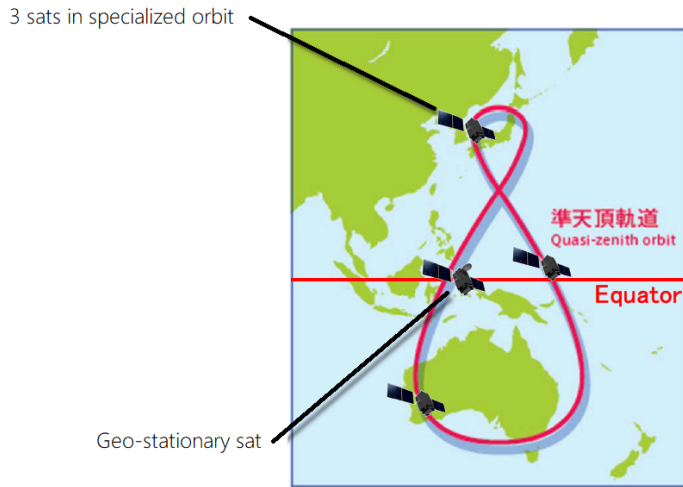 3 sats in specialized orbit
準天頂軌道
Quasi-zenith orbit
Equator
Geo-stationary sat